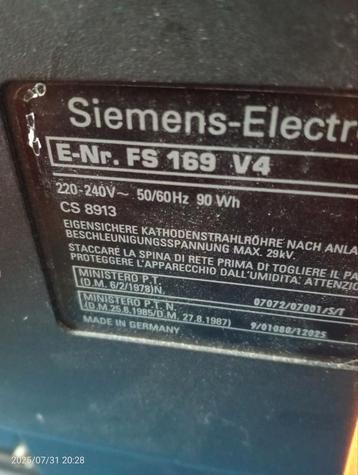 Siemens-Electr
E-Nr. FS 169 V4
220-240V~ 50/60Hz 90 Wh
CS 8913
EIGENSICHERE KATHODENSTRAHLRÖHRE NACH ANLA
BESCHLEUNIGUNGSSPANNUNG MAX. 29kV.
STACCARE LA SPINA DI RETE PRIMA DI TOGLIERE IL PA
PROTEGGERE L'APPARECCHIO DALL'UMIDITA: ATTENZIO
MINISTERO P.T.
(D.M. 6/2/1978)N. 07072/07001/S/T
MINISTERO P.T. N.
(D.M 25.6.1985/D.M. 27.8.1987) 9/01080/12025
MADE IN GERMANY
2025/07/31 20:28